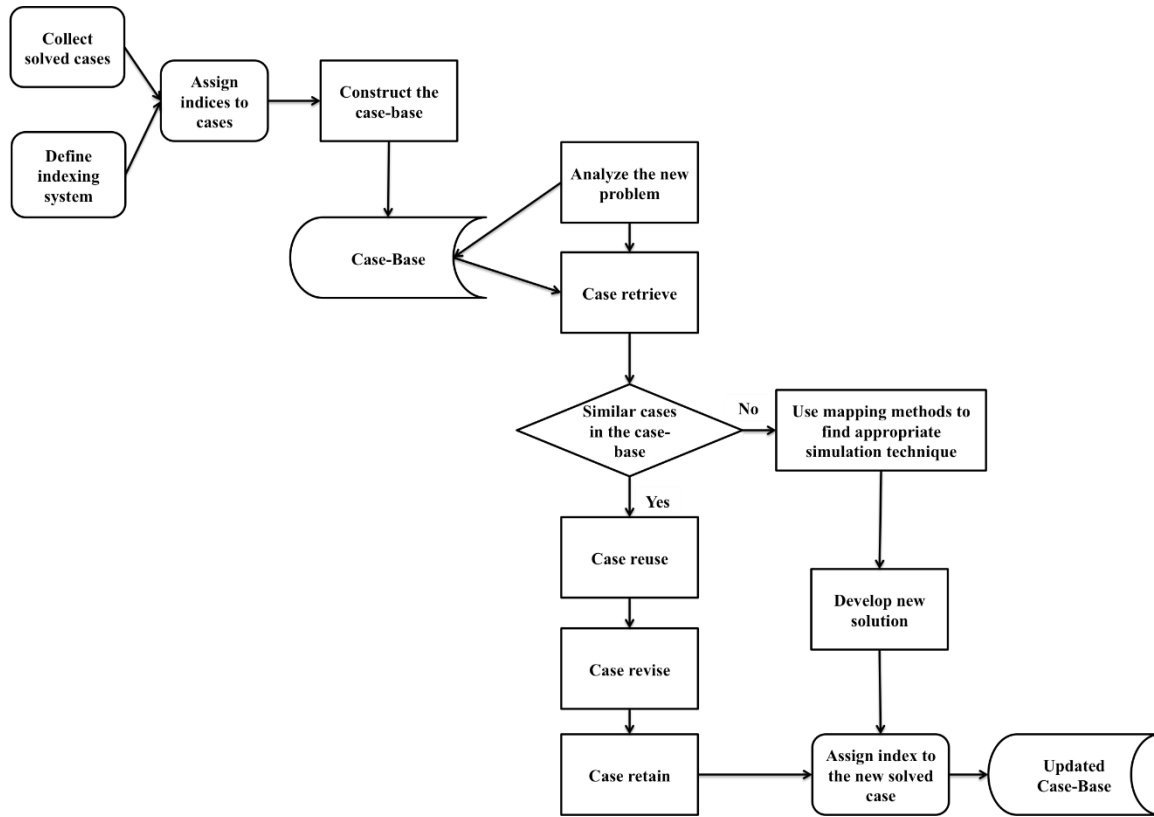 Collect
solved cases
Assign
indices to
cases
Construct the
case-base
Define
indexing
system
Analyze the new
problem
Case-Base
Case retrieve
Similar cases
in the case-
base
No
Use mapping methods to
find appropriate
simulation technique
Yes
Case reuse
Develop new
solution
Case revise
Case retain
Assign index to
the new solved
case
Updated
Case-Base